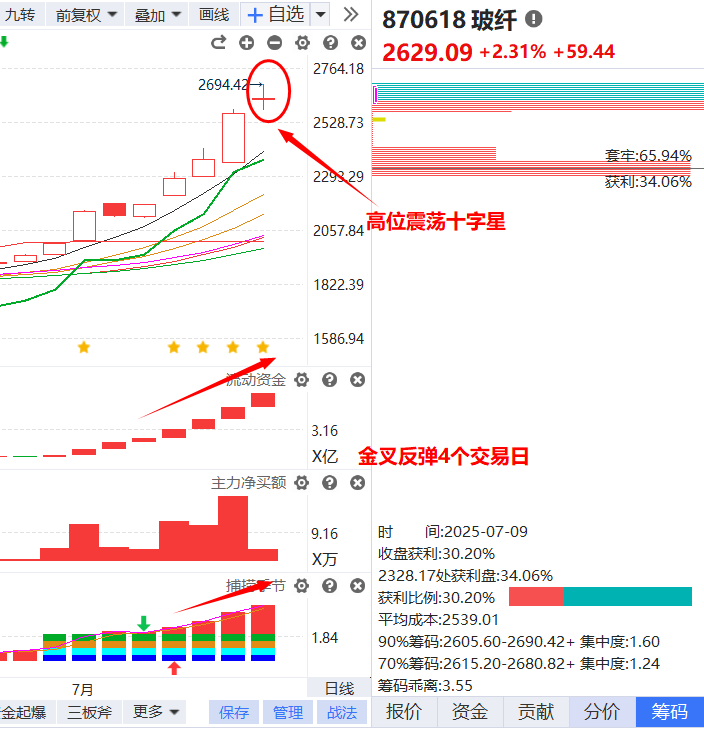 九转 前复权 叠加 画线 + 自选
870618 玻纤
2629.09 +2.31% +59.44
2764.18
2694.42
2528.73
2293.29
2057.84
1822.39
1586.94
套牢:65.94%
获利:34.06%
高位震荡十字星
流动资金
3.16
X亿
金叉反弹4个交易日
主力净买额
9.16
X万
捕捞季节
1.84
时 间:2025-07-09
收盘获利:30.20%
2328.17处获利盘:34.06%
获利比例:30.20%
平均成本:2539.01
90%筹码:2605.60-2690.42+ 集中度:1.60
70%筹码:2615.20-2680.82+ 集中度:1.24
筹码乖离:3.55
7月 日线
金起爆 三板斧 更多 保存 管理 战法
报价 资金 贡献 分价 筹码